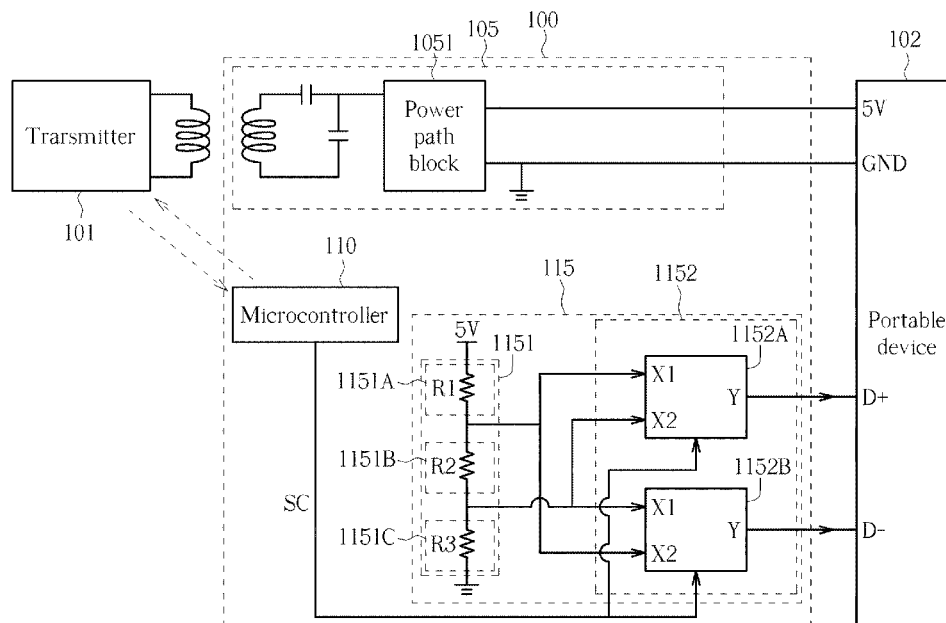 100
105
1051
102
Trarsmitter
Power
path
block
5V
GND
101
110
Microcontroller
115
1152
5V
1151
1152A
1151A
R1
X1
X2
Y
Portable
device
D+
1151B
R2
1152B
SC
X1
X2
Y
D-
1151C
R3